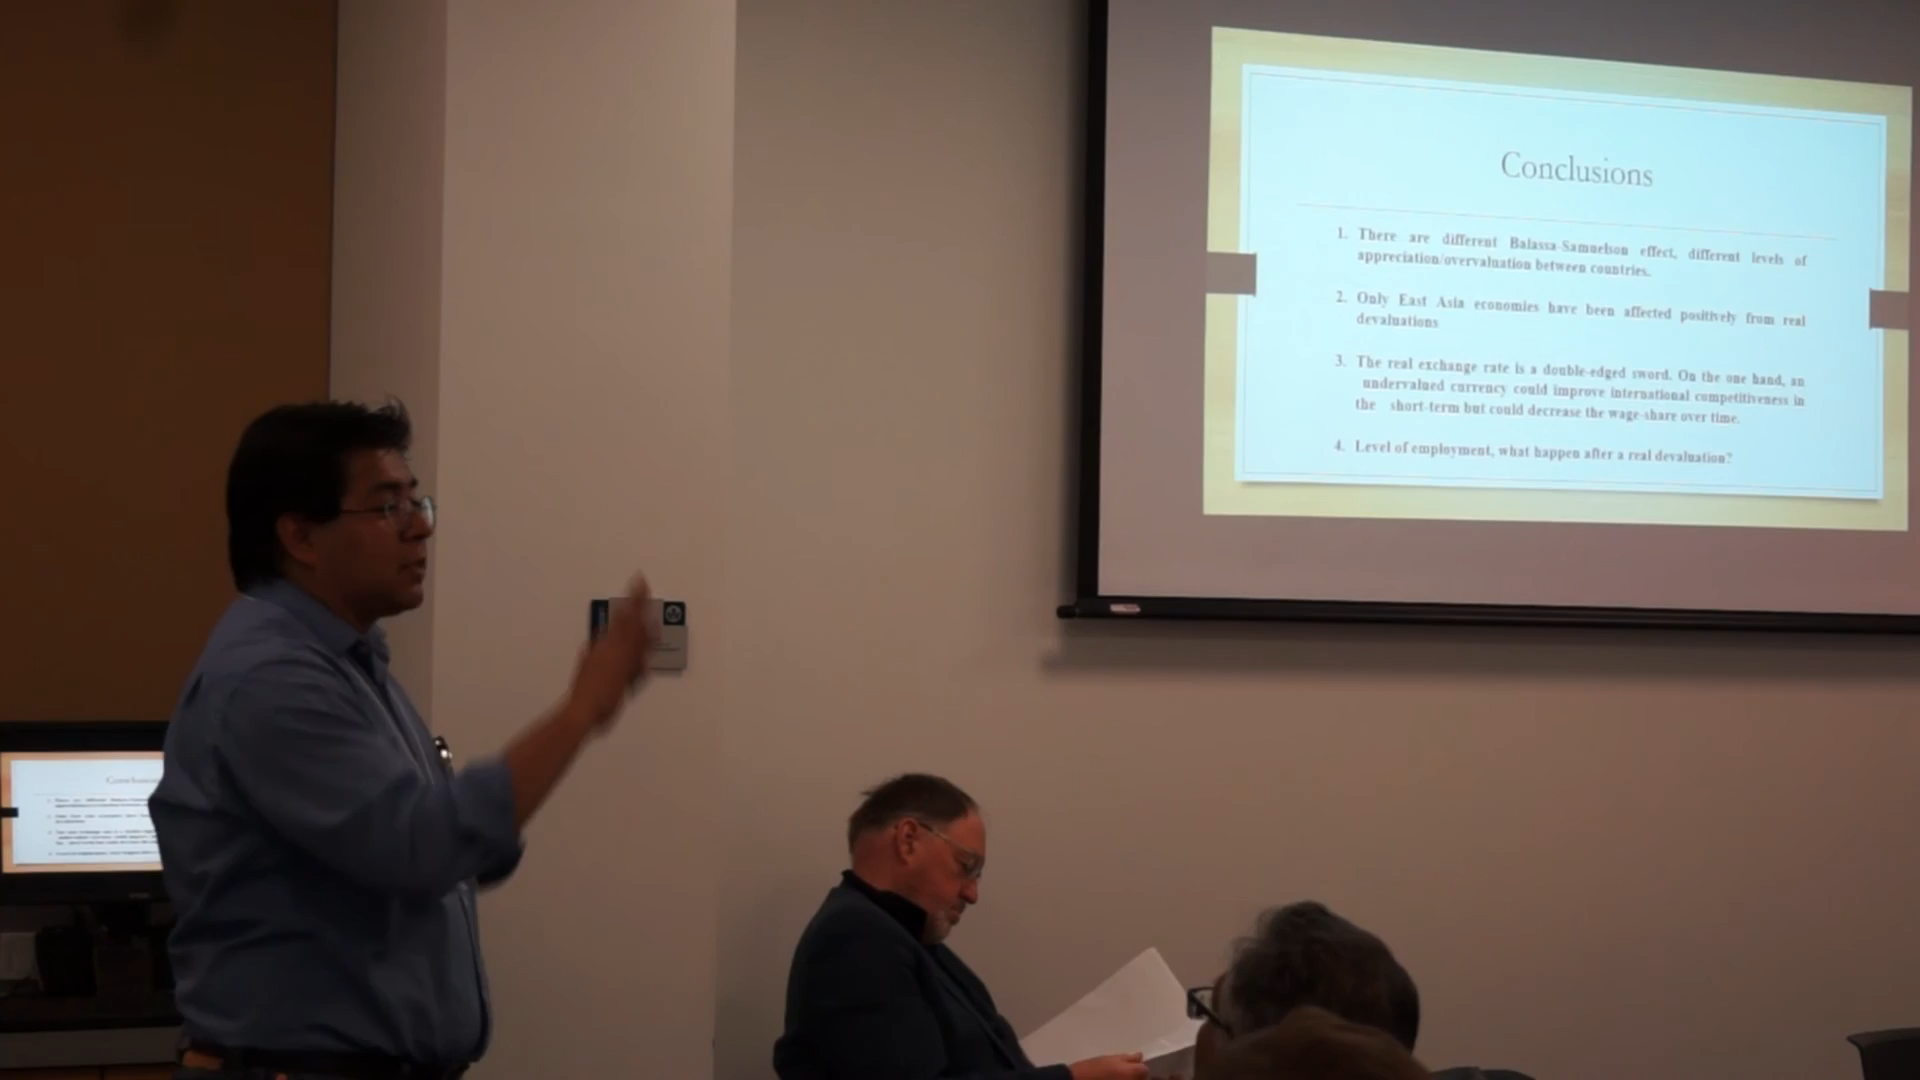 Conclusions
1. There are different Balassa-Samuelson effect, different levels of
appreciation/overvaluation between countries.
2. Only East Asia economies have been affected positively from real
devaluations
3. The real exchange rate is a double-edged sword. On the one hand, an
undervalued currency could improve international competitiveness in
the short-term but could decrease the wage-share over time.
4. Level of employment, what happen after a real devaluation?